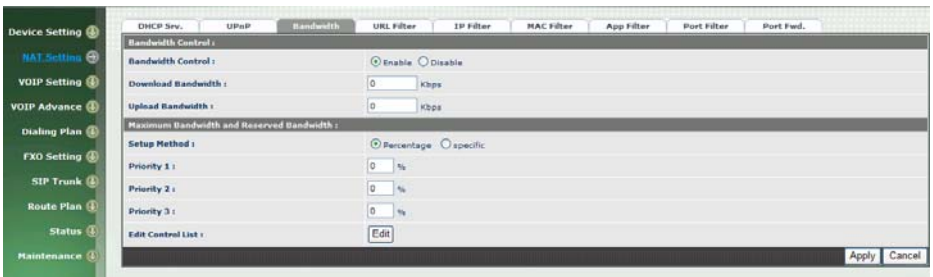 DHCP Srv. UPnP Bandwidth URL Filter IP Filter MAC Filter App Filter Port Filter Port Fwd.
Device Setting
NAT Setting
VOIP Setting
VOIP Advance
Dialing Plan
FXO Setting
SIP Trunk
Route Plan
Status
Maintenance
Bandwidth Control :
Bandwidth Control : Enable Disable
Download Bandwidth : 0 Kbps
Upload Bandwidth : 0 Kbps
Maximum Bandwidth and Reserved Bandwidth :
Setup Method : Percentage specific
Priority 1 : 0 %
Priority 2 : 0 %
Priority 3 : 0 %
Edit Control List : Edit
Apply Cancel